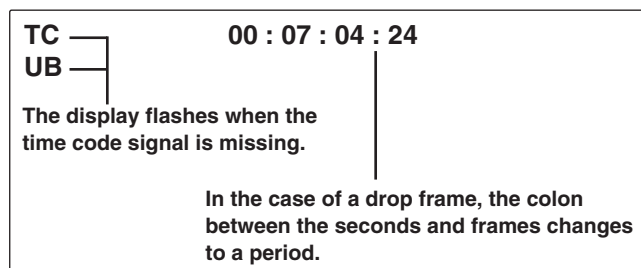 TC 00 : 07 : 04 : 24
UB
The display flashes when the
time code signal is missing.
In the case of a drop frame, the colon
between the seconds and frames changes
to a period.